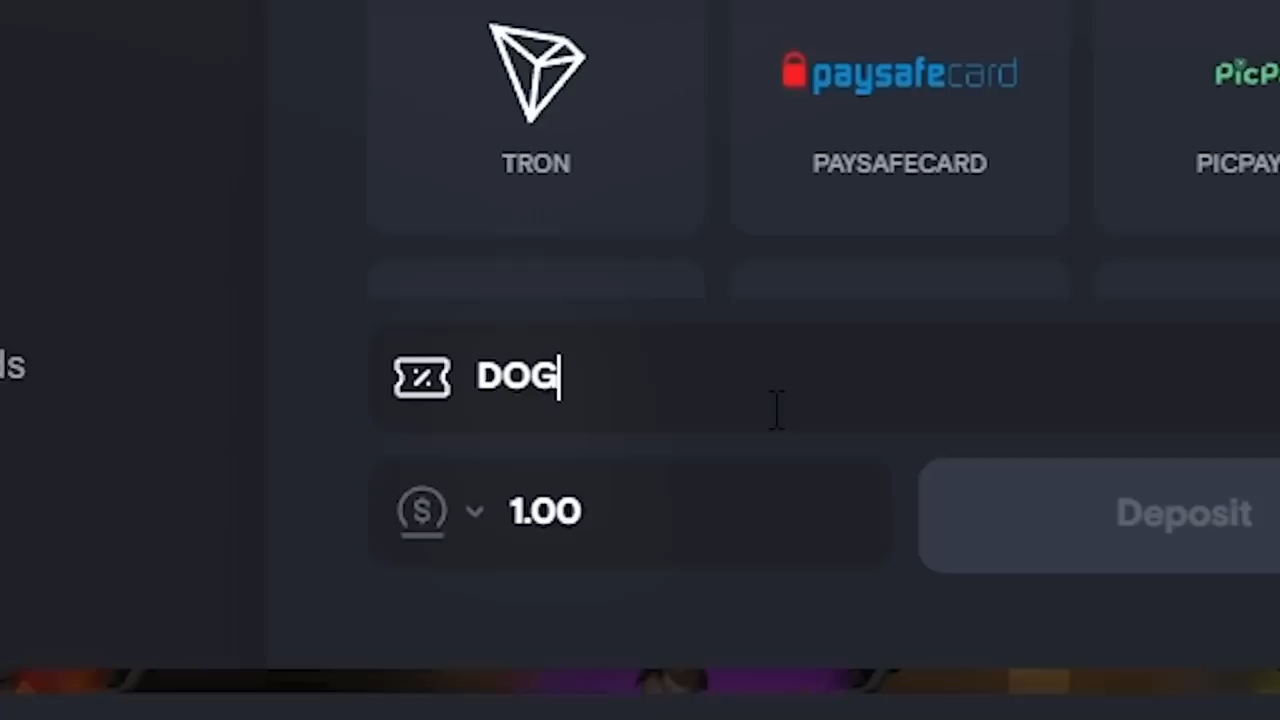 paysafecard
PicP
TRON
PAYSAFECARD
PICPAY
ls
DOG
$
1.00
Deposit